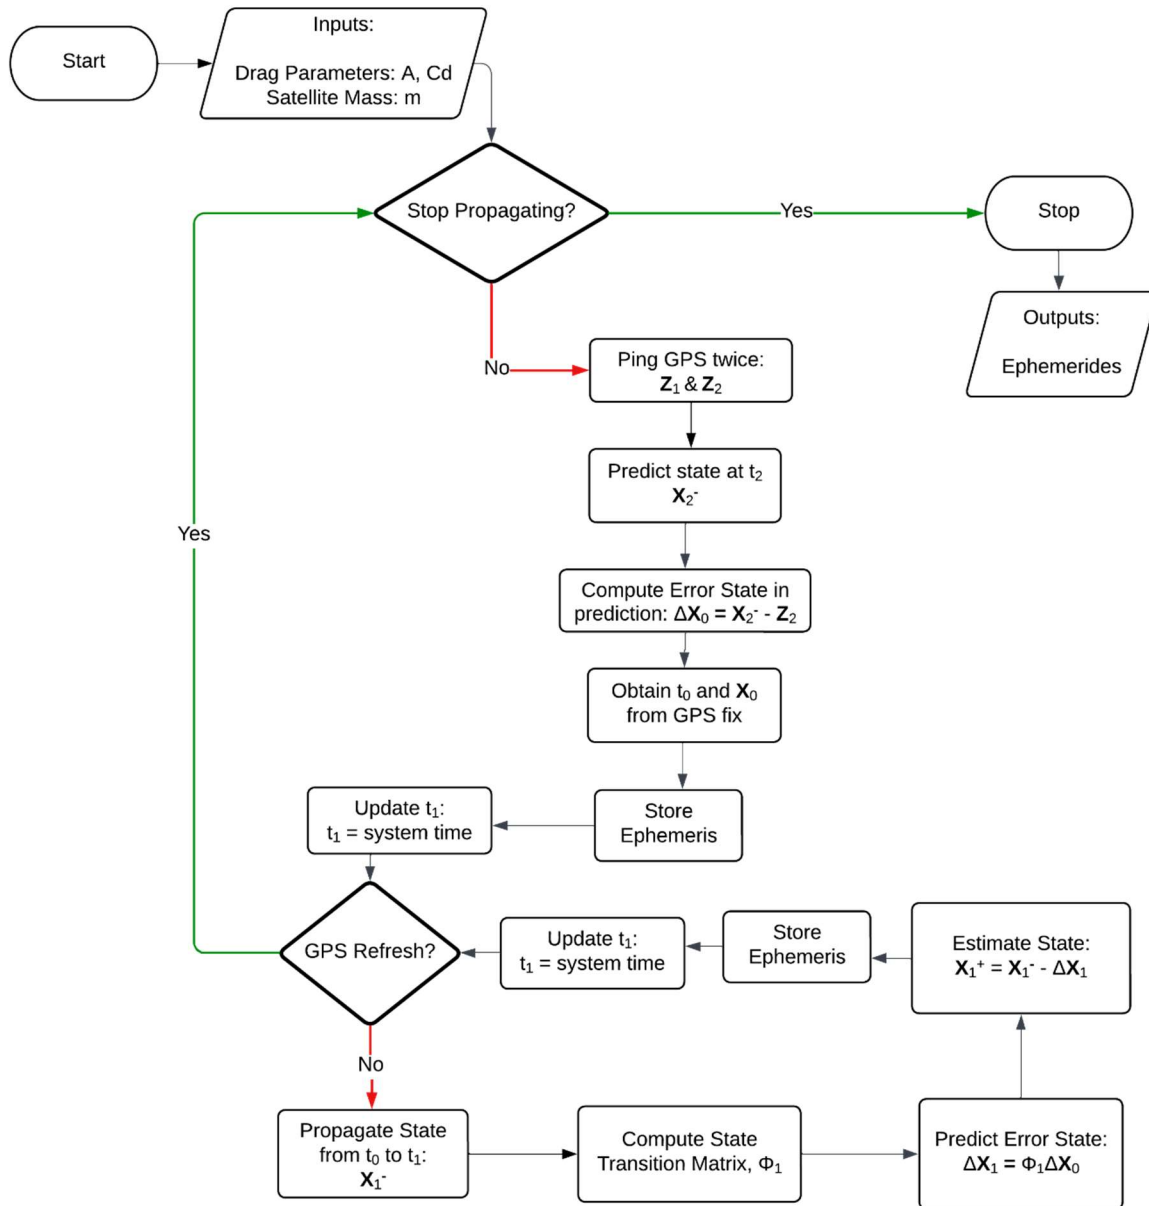 Start
Inputs:
Drag Parameters: A, Cd
Satellite Mass: m
Stop Propagating?
Yes
Stop
Outputs:
Ephemerides
No
Ping GPS twice:
Z₁ & Z₂
Predict state at t₂
X₂⁻
Compute Error State in
prediction: ΔX₀ = X₂⁻ - Z₂
Obtain t₀ and X₀
from GPS fix
Store
Ephemeris
Update t₁:
t₁ = system time
Yes
GPS Refresh?
No
Propagate State
from t₀ to t₁:
X₁⁻
Compute State
Transition Matrix, Φ₁
Predict Error State:
ΔX₁ = Φ₁ΔX₀
Estimate State:
X₁⁺ = X₁⁻ - ΔX₁
Store
Ephemeris
Update t₁:
t₁ = system time